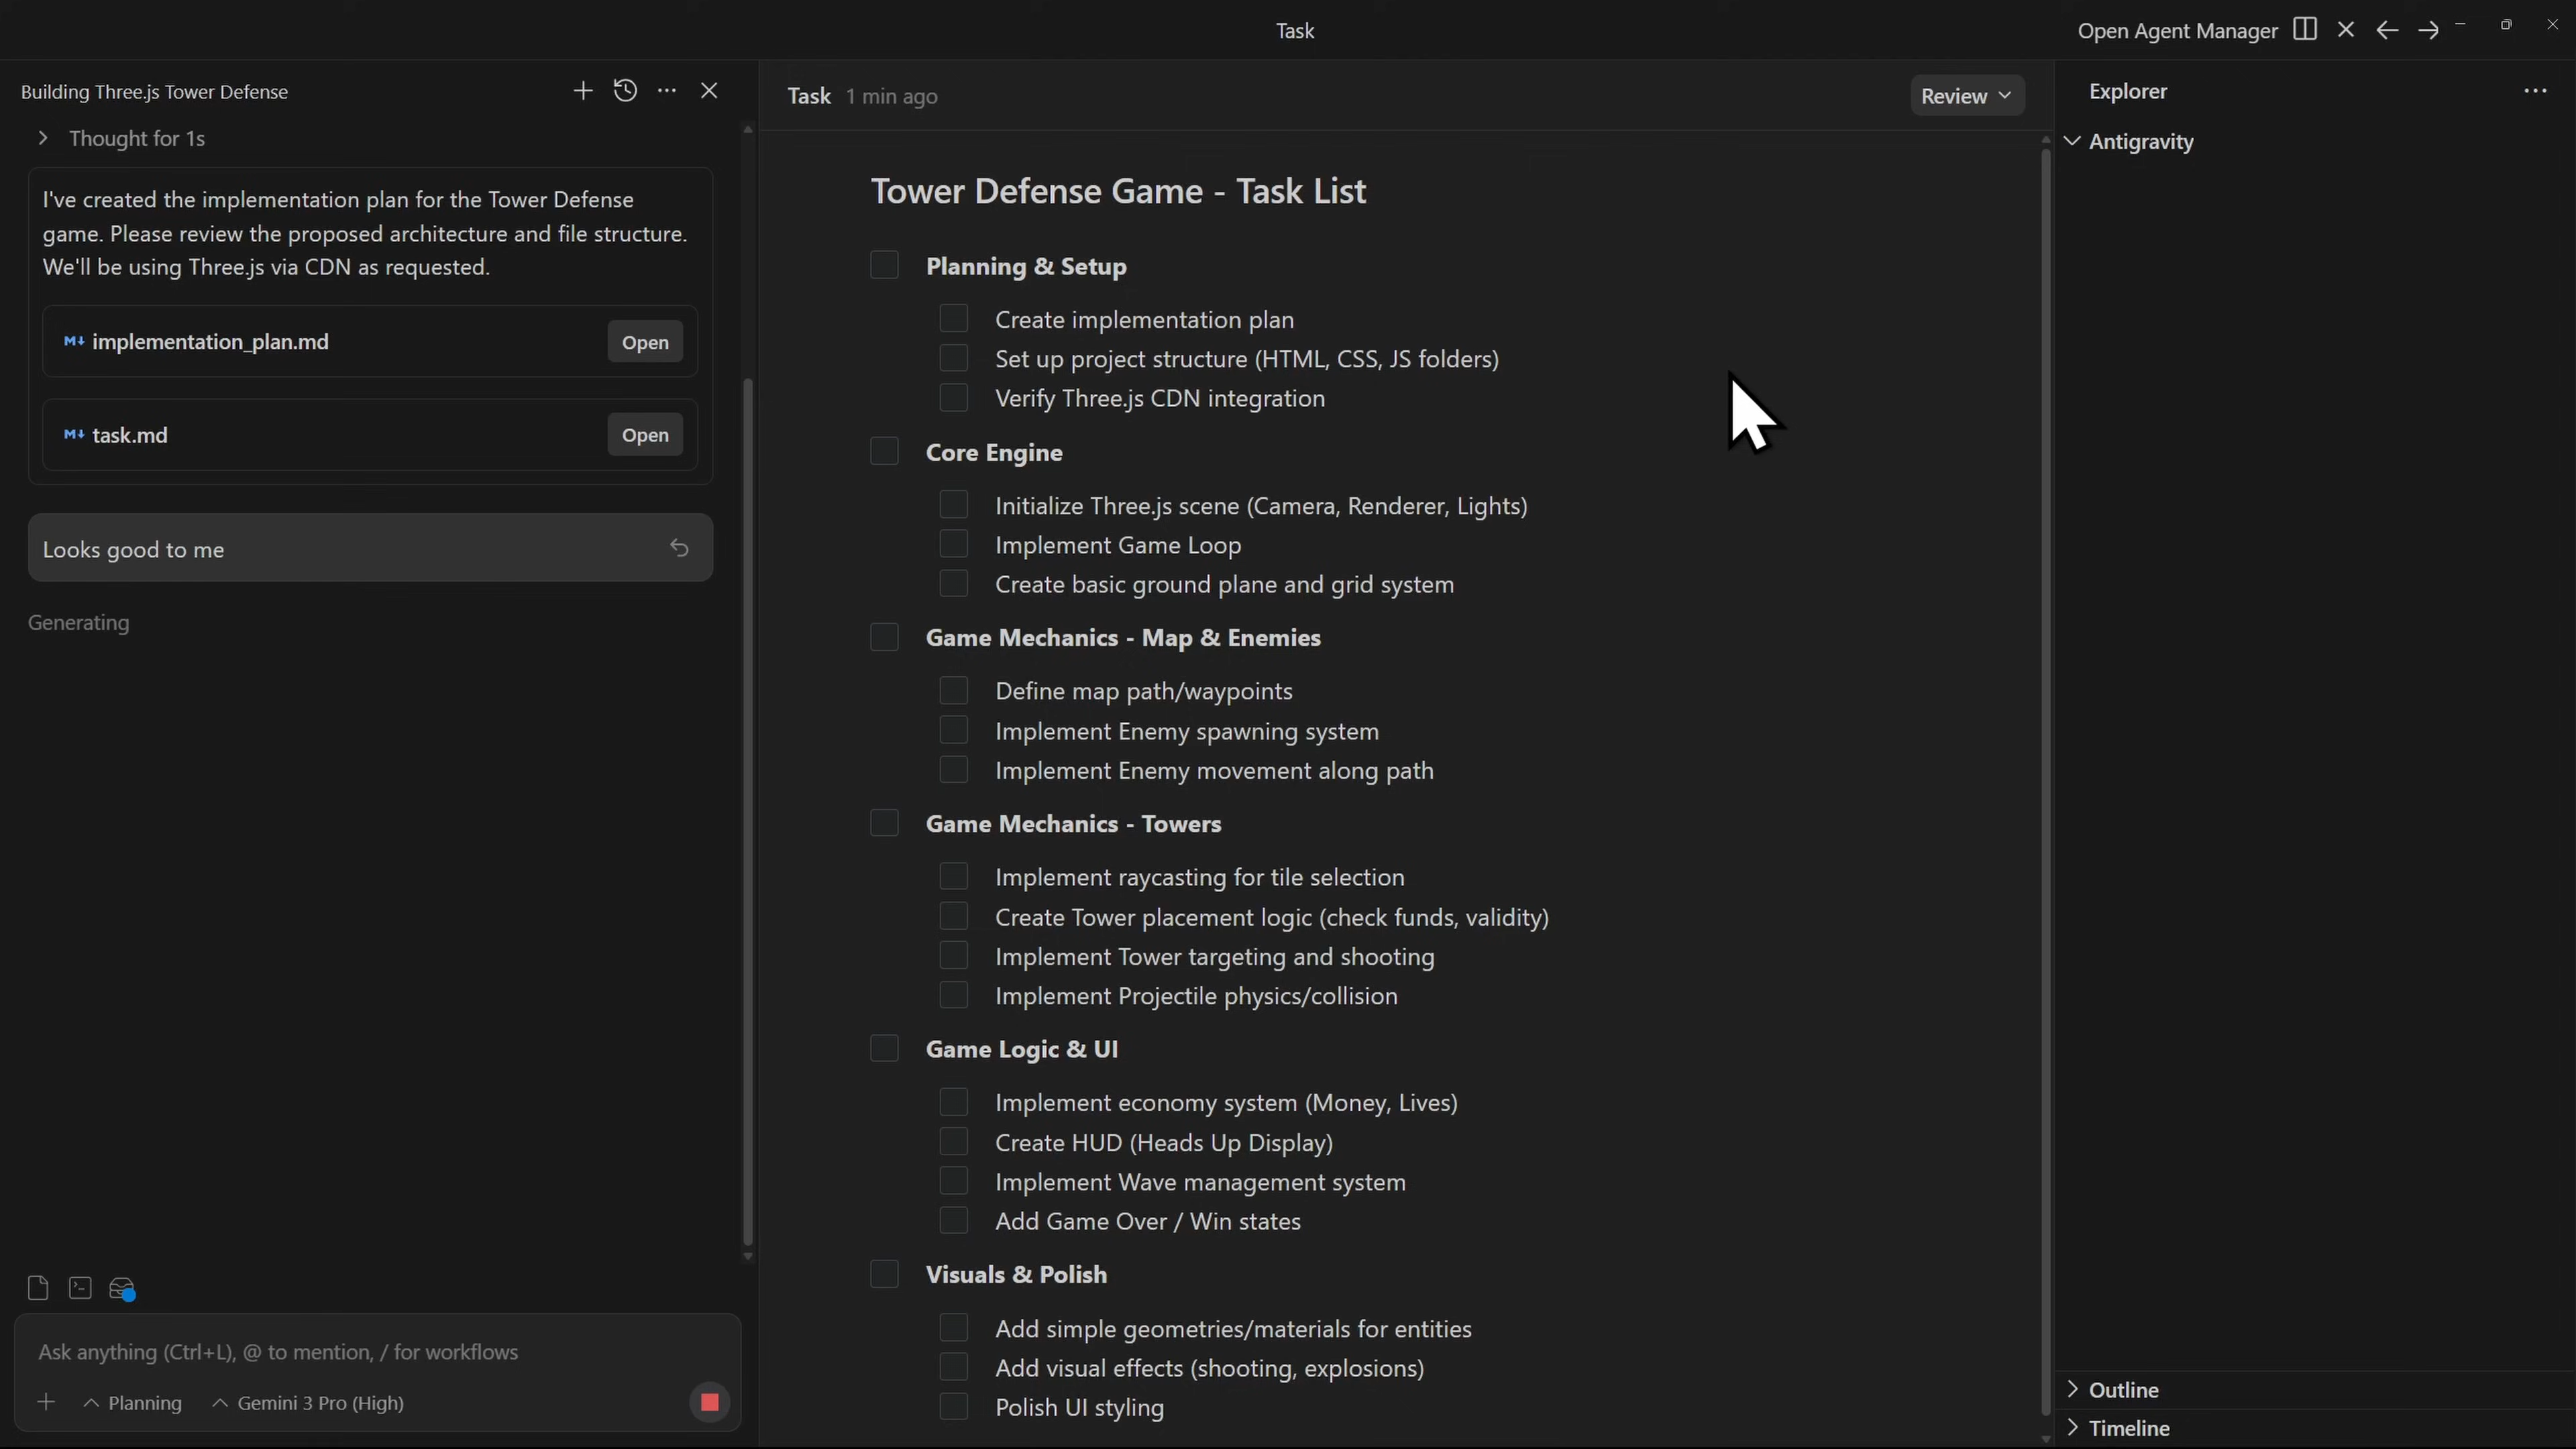 Task
Open Agent Manager
Building Three.js Tower Defense
Thought for 1s
I've created the implementation plan for the Tower Defense
game. Please review the proposed architecture and file structure.
We'll be using Three.js via CDN as requested.
implementation_plan.md
Open
task.md
Open
Looks good to me
Generating
Ask anything (Ctrl+L), @ to mention, / for workflows
Planning
Gemini 3 Pro (High)
Task 1 min ago
Review
Tower Defense Game - Task List
Planning & Setup
Create implementation plan
Set up project structure (HTML, CSS, JS folders)
Verify Three.js CDN integration
Core Engine
Initialize Three.js scene (Camera, Renderer, Lights)
Implement Game Loop
Create basic ground plane and grid system
Game Mechanics - Map & Enemies
Define map path/waypoints
Implement Enemy spawning system
Implement Enemy movement along path
Game Mechanics - Towers
Implement raycasting for tile selection
Create Tower placement logic (check funds, validity)
Implement Tower targeting and shooting
Implement Projectile physics/collision
Game Logic & UI
Implement economy system (Money, Lives)
Create HUD (Heads Up Display)
Implement Wave management system
Add Game Over / Win states
Visuals & Polish
Add simple geometries/materials for entities
Add visual effects (shooting, explosions)
Polish UI styling
Explorer
Antigravity
Outline
Timeline